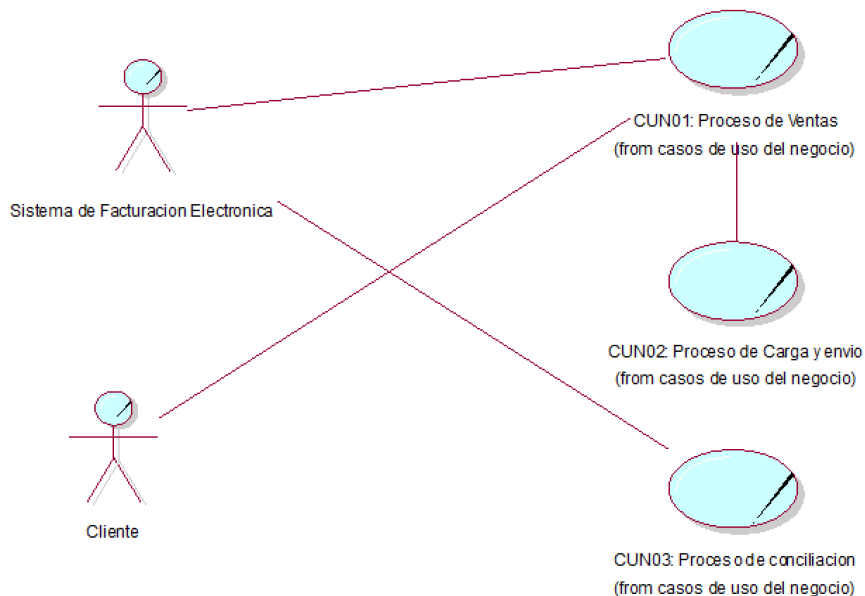 CUN01: Proceso de Ventas
(from casos de uso del negocio)
Sistema de Facturacion Electronica
CUN02: Proceso de Carga y envio
(from casos de uso del negocio)
Cliente
CUN03: Proceso de conciliacion
(from casos de uso del negocio)